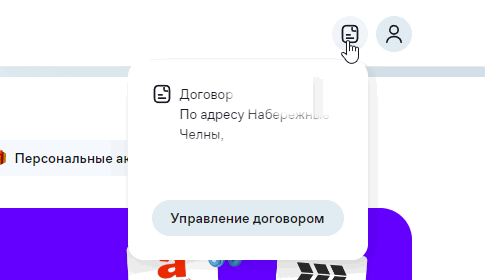 Договор
По адресу Набережные
Челны,
Персональные ак
Управление договором
а